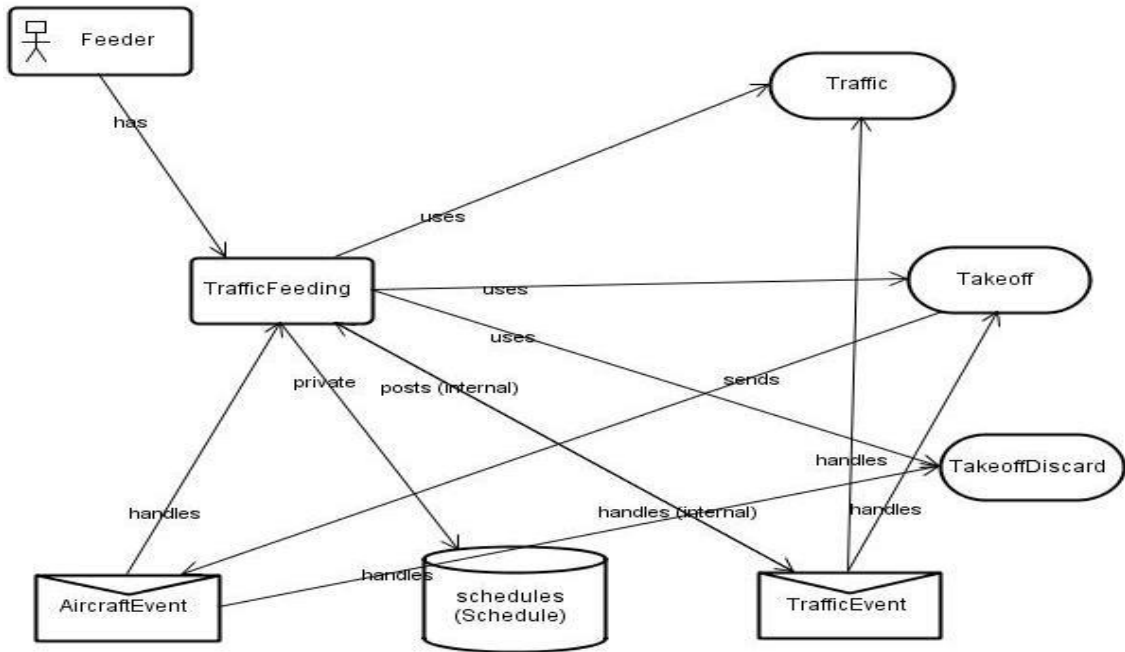 Feeder
Traffic
has
uses
TrafficFeeding
uses
Takeoff
uses
private
posts (internal)
sends
handles
TakeoffDiscard
handles
handles (internal)
handles
handles
AircraftEvent
schedules
(Schedule)
TrafficEvent